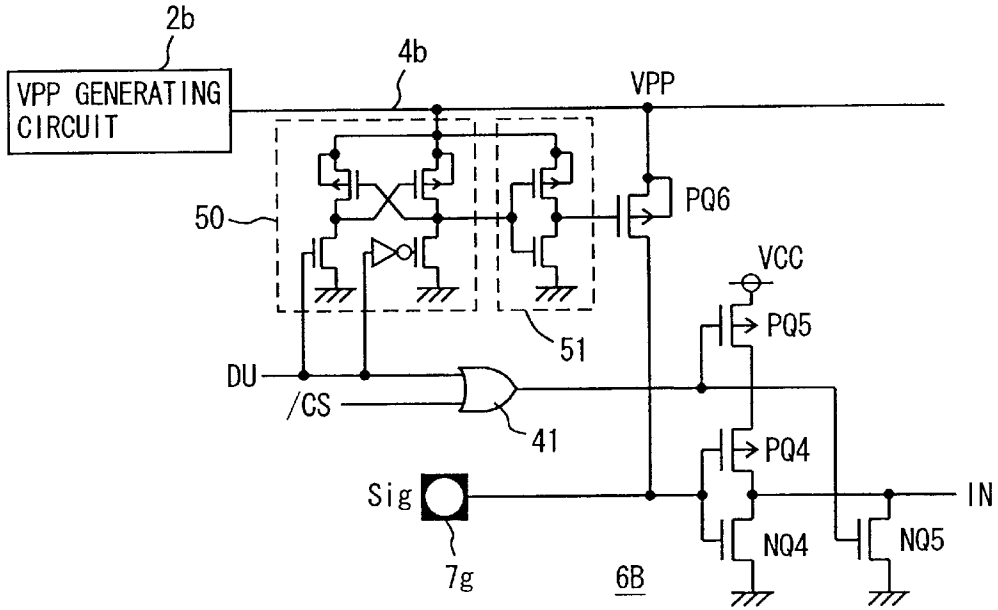 2b
VPP GENERATING
CIRCUIT
4b
VPP
50
PQ6
VCC
PQ5
51
DU
/CS
41
PQ4
Sig
IN
NQ4
NQ5
7g
6B